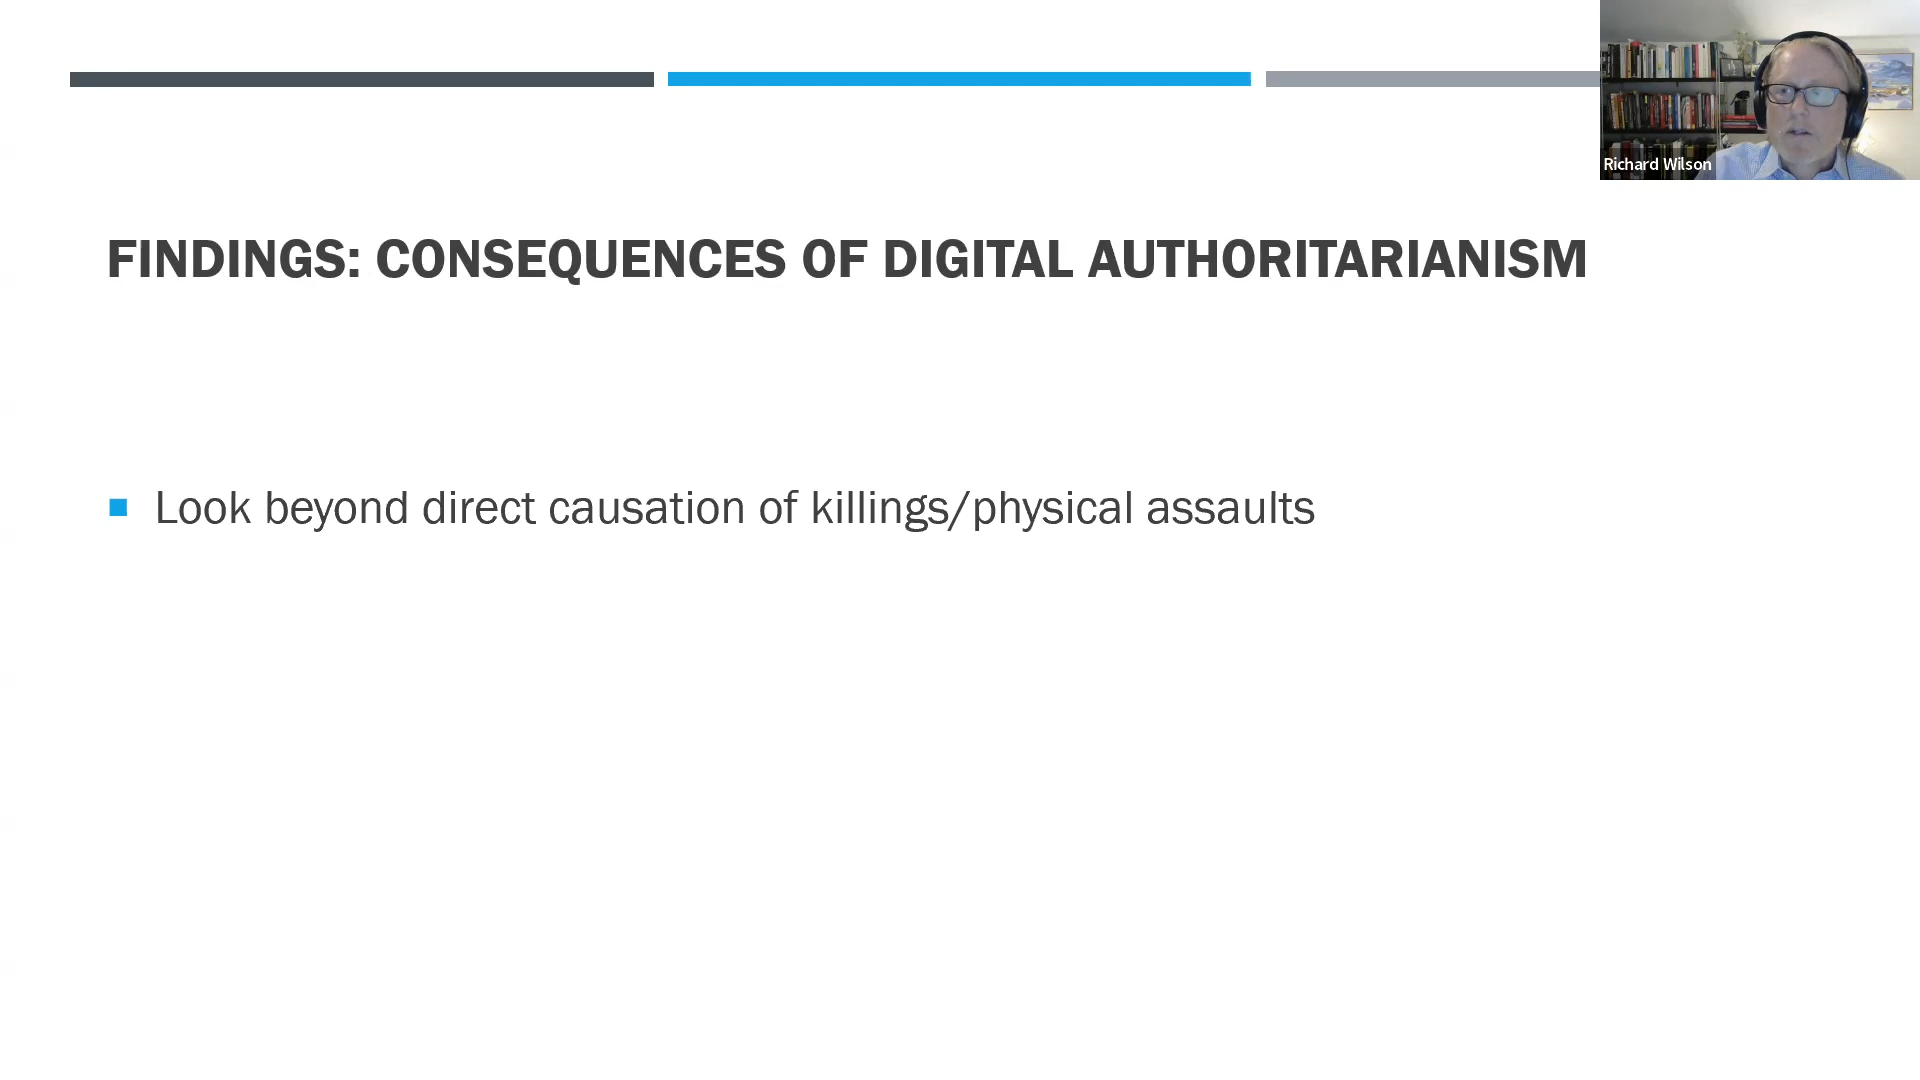 Richard Wilson
FINDINGS: CONSEQUENCES OF DIGITAL AUTHORITARIANISM
Look beyond direct causation of killings/physical assaults